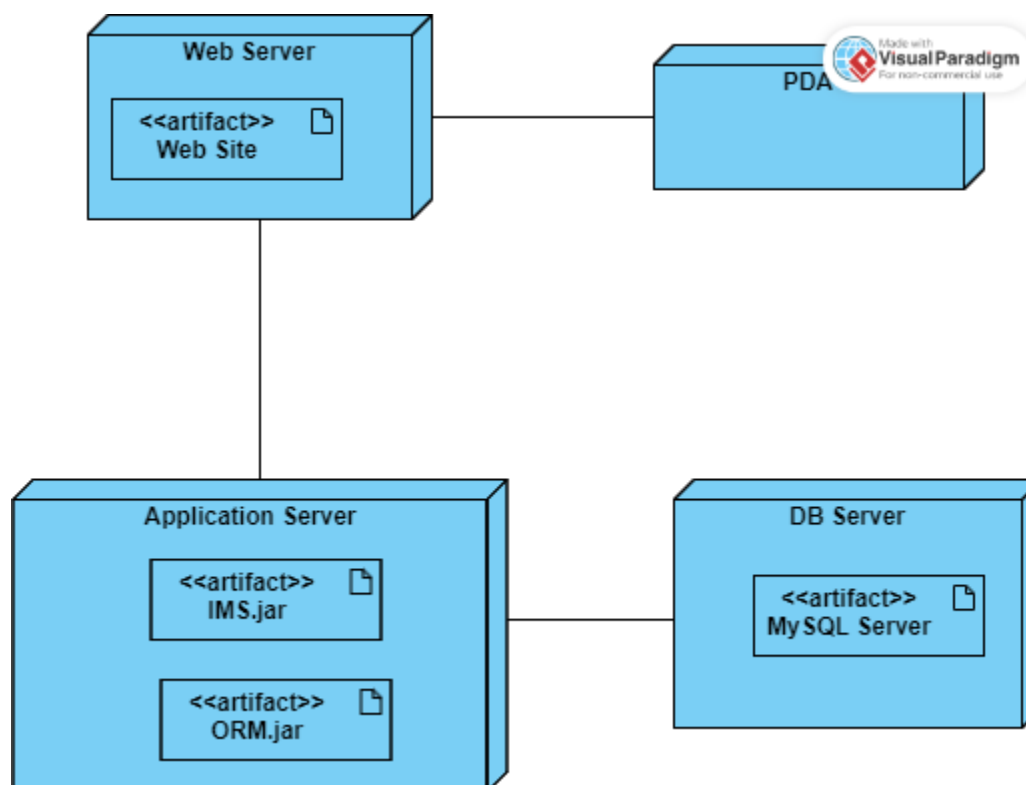 Web Server
<<artifact>>
Web Site
PDA
Made with
Visual Paradigm
For non-commercial use
Application Server
<<artifact>>
IMS.jar
<<artifact>>
ORM.jar
DB Server
<<artifact>>
MySQL Server